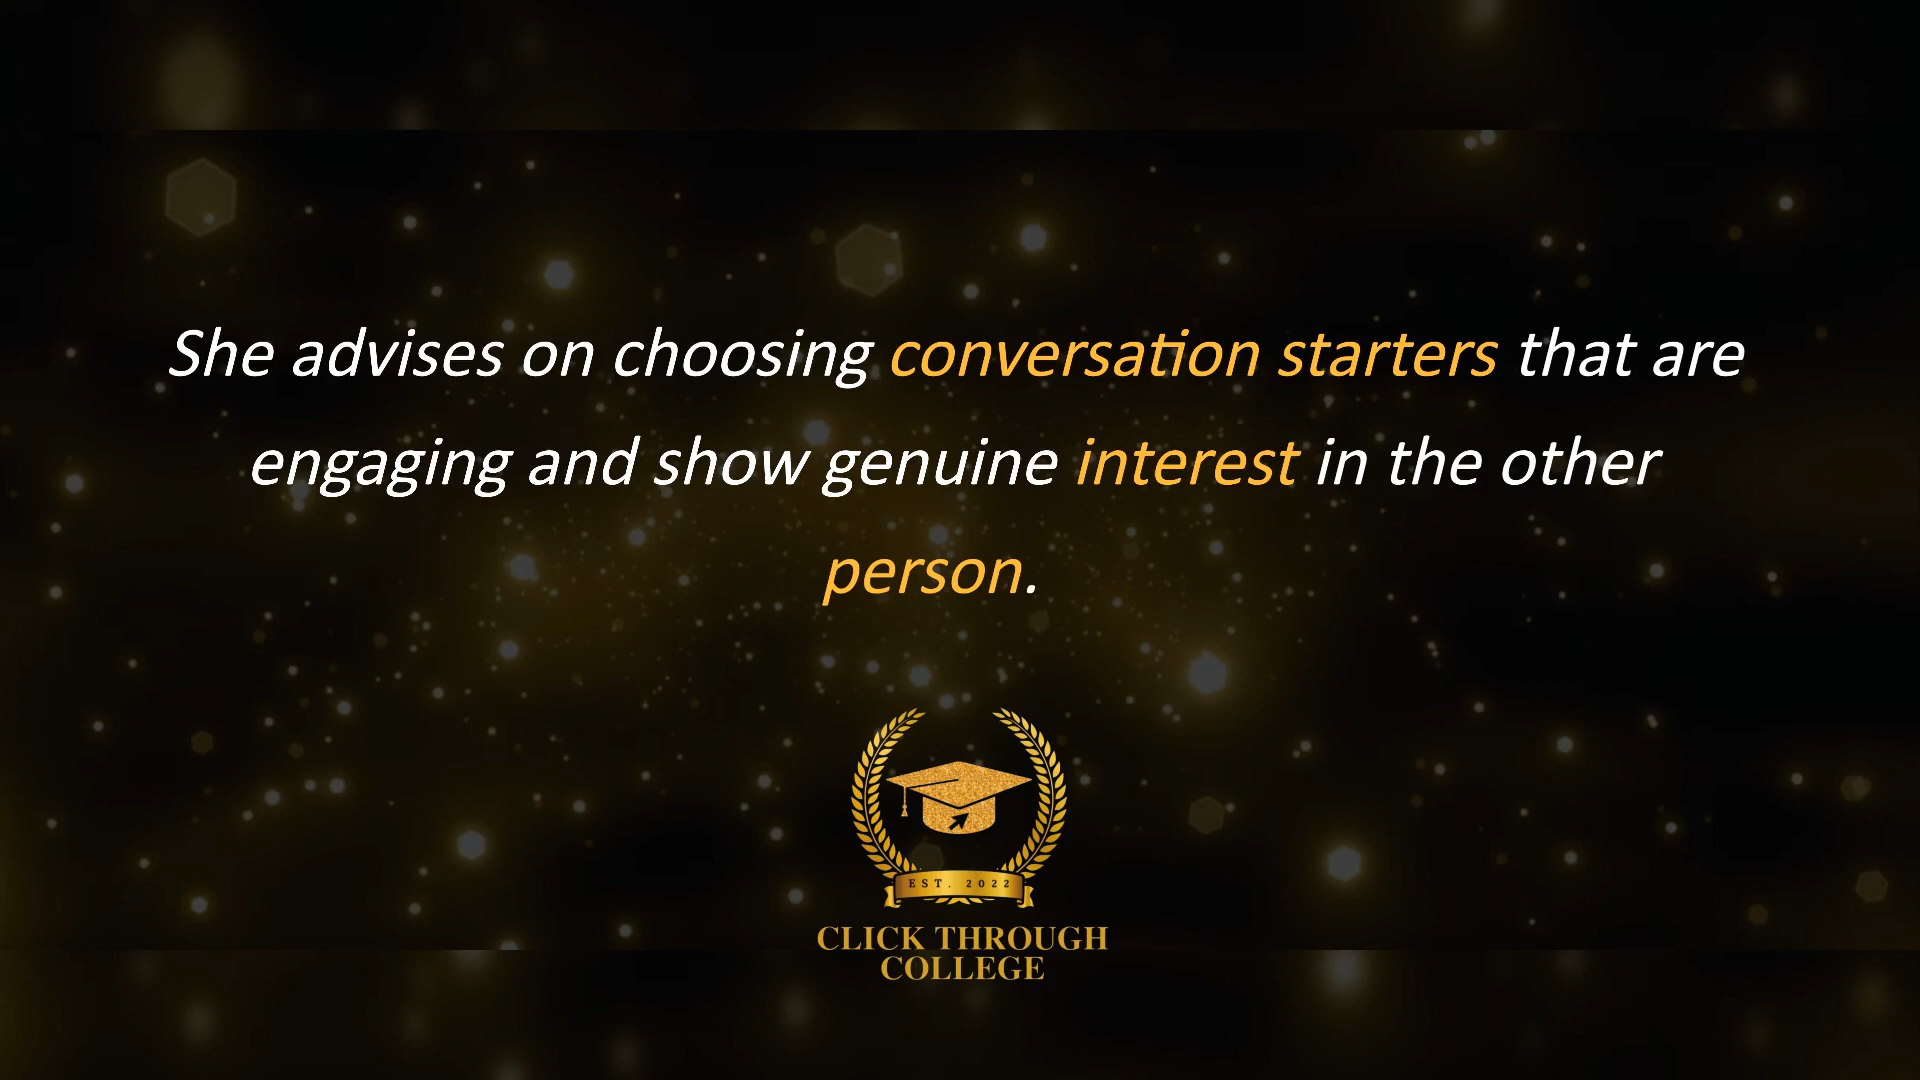 She advises on choosing conversation starters that are
engaging and show genuine interest in the other
person.
EST. 2022
CLICK THROUGH
COLLEGE